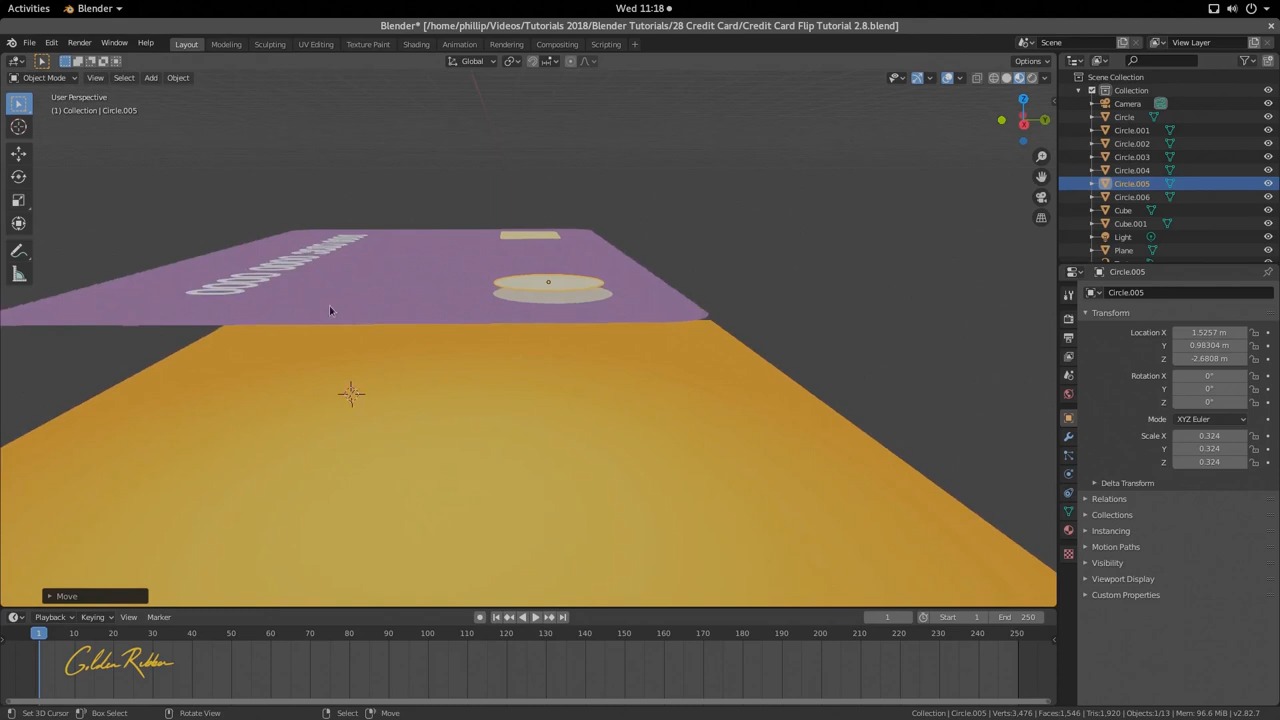 Activities Blender Wed 11:18
Blender* [/home/phillip/Videos/Tutorials 2018/Blender Tutorials/28 Credit Card/Credit Card Flip Tutorial 2.8.blend]
File Edit Render Window Help Layout Modeling Sculpting UV Editing Texture Paint Shading Animation Rendering Compositing Scripting + Scene View Layer
Global Options
Object Mode View Select Add Object
Scene Collection
Collection
Camera
Circle
Circle.001
Circle.002
Circle.003
Circle.004
Circle.005
Circle.006
Cube
Cube.001
Light
Plane
User Perspective
(1) Collection | Circle.005
Z
Y
X
Circle.005
Circle.005
Transform
Location X 1.5257 m
Y 0.98304 m
Z -2.6808 m
Rotation X 0°
Y 0°
Z 0°
Mode XYZ Euler
Scale X 0.324
Y 0.324
Z 0.324
Delta Transform
Relations
Collections
Instancing
Motion Paths
Visibility
Viewport Display
Custom Properties
Move
Playback Keying View Marker 1 Start 1 End 250
1 10 20 30 40 50 60 70 80 90 100 110 120 130 140 150 160 170 180 190 200 210 220 230 240 250
Set 3D Cursor Box Select Rotate View Select Move Collection | Circle.005 | Verts:3,476 | Faces:1,546 | Tris:1,920 | Objects:1/13 | Mem: 96.6 MiB | v2.82.7